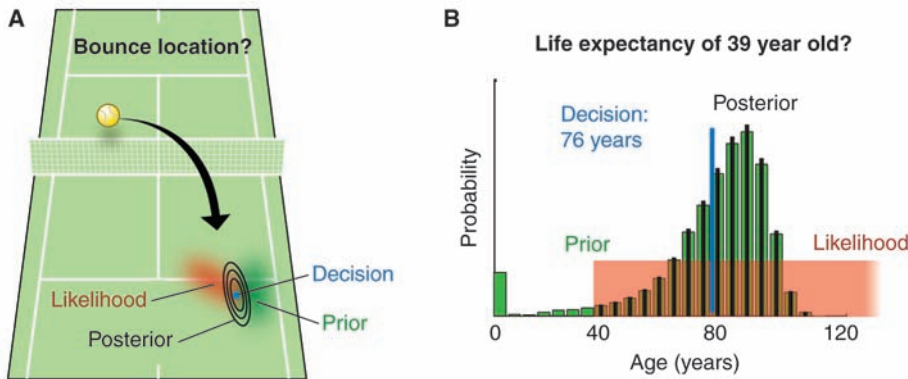 A
Bounce location?
Likelihood
Posterior
Decision
Prior
B
Life expectancy of 39 year old?
Probability
Decision:
76 years
Posterior
Prior
Likelihood
0
40
80
120
Age (years)